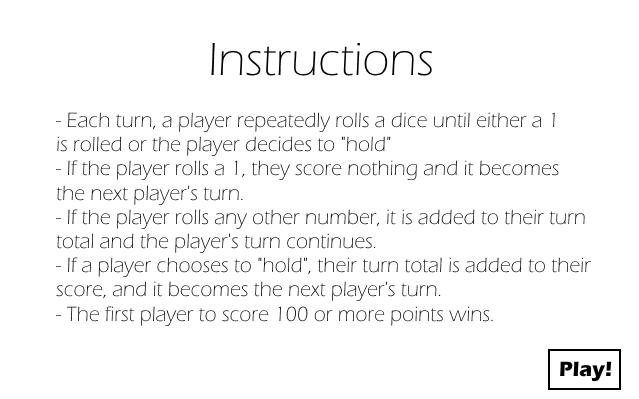 Instructions
- Each turn, a player repeatedly rolls a dice until either a 1
is rolled or the player decides to "hold"
- If the player rolls a 1, they score nothing and it becomes
the next player's turn.
- If the player rolls any other number, it is added to their turn
total and the player's turn continues.
- If a player chooses to "hold", their turn total is added to their
score, and it becomes the next player's turn.
- The first player to score 100 or more points wins.
Play!